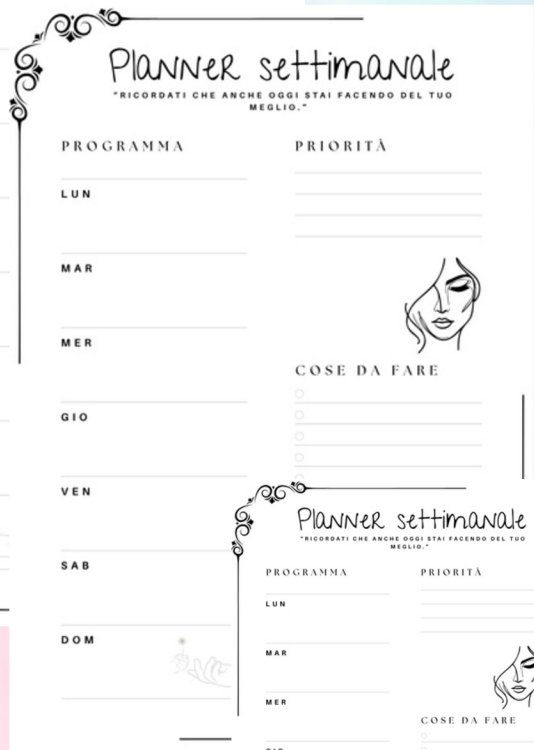 Planner settimanale
"RICORDATI CHE ANCHE OGGI STAI FACENDO DEL TUO
MEGLIO."
PROGRAMMA
LUN
MAR
MER
GIO
VEN
SAB
DOM
PRIORITÀ
COSE DA FARE
Planner settimanale
"RICORDATI CHE ANCHE OGGI STAI FACENDO DEL TUO
MEGLIO."
PROGRAMMA
LUN
MAR
MER
GIO
PRIORITÀ
COSE DA FARE